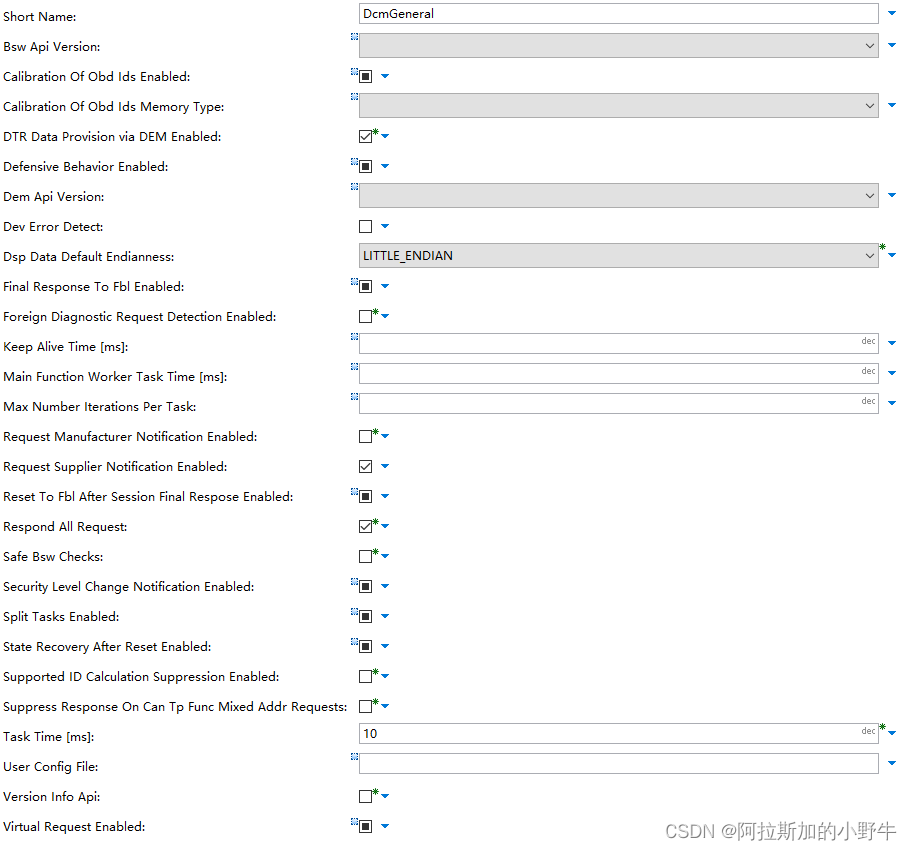 Short Name: DcmGeneral
Bsw Api Version:
Calibration Of Obd Ids Enabled:
Calibration Of Obd Ids Memory Type:
DTR Data Provision via DEM Enabled:
Defensive Behavior Enabled:
Dem Api Version:
Dev Error Detect:
Dsp Data Default Endianness: LITTLE_ENDIAN
Final Response To Fbl Enabled:
Foreign Diagnostic Request Detection Enabled:
Keep Alive Time [ms]: dec
Main Function Worker Task Time [ms]: dec
Max Number Iterations Per Task: dec
Request Manufacturer Notification Enabled:
Request Supplier Notification Enabled:
Reset To Fbl After Session Final Respose Enabled:
Respond All Request:
Safe Bsw Checks:
Security Level Change Notification Enabled:
Split Tasks Enabled:
State Recovery After Reset Enabled:
Supported ID Calculation Suppression Enabled:
Suppress Response On Can Tp Func Mixed Addr Requests:
Task Time [ms]: 10 dec
User Config File:
Version Info Api:
Virtual Request Enabled:
CSDN @阿拉斯加的小野牛